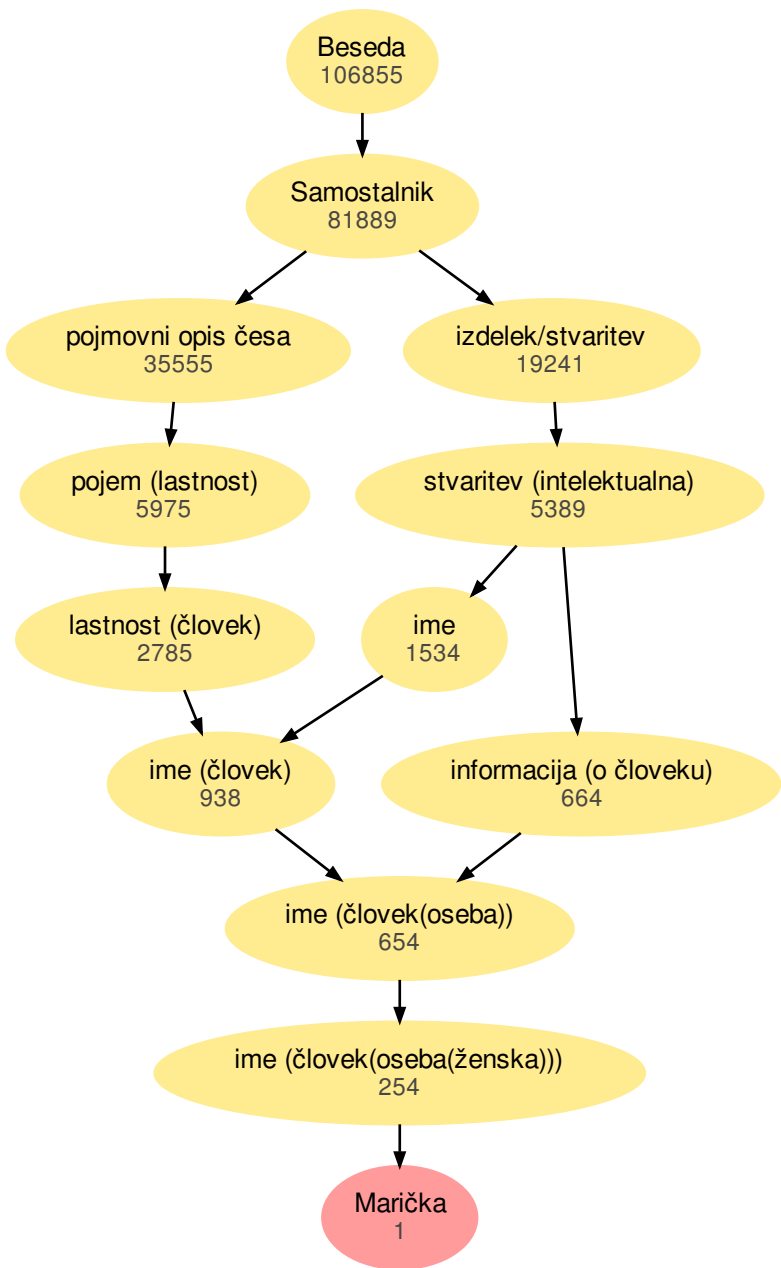 Beseda
106855
Samostalnik
81889
pojmovni opis česa
35555
izdelek/stvaritev
19241
pojem (lastnost)
5975
stvaritev (intelektualna)
5389
lastnost (človek)
2785
ime
1534
ime (človek)
938
informacija (o človeku)
664
ime (človek(oseba))
654
ime (človek(oseba(ženska)))
254
Marička
1